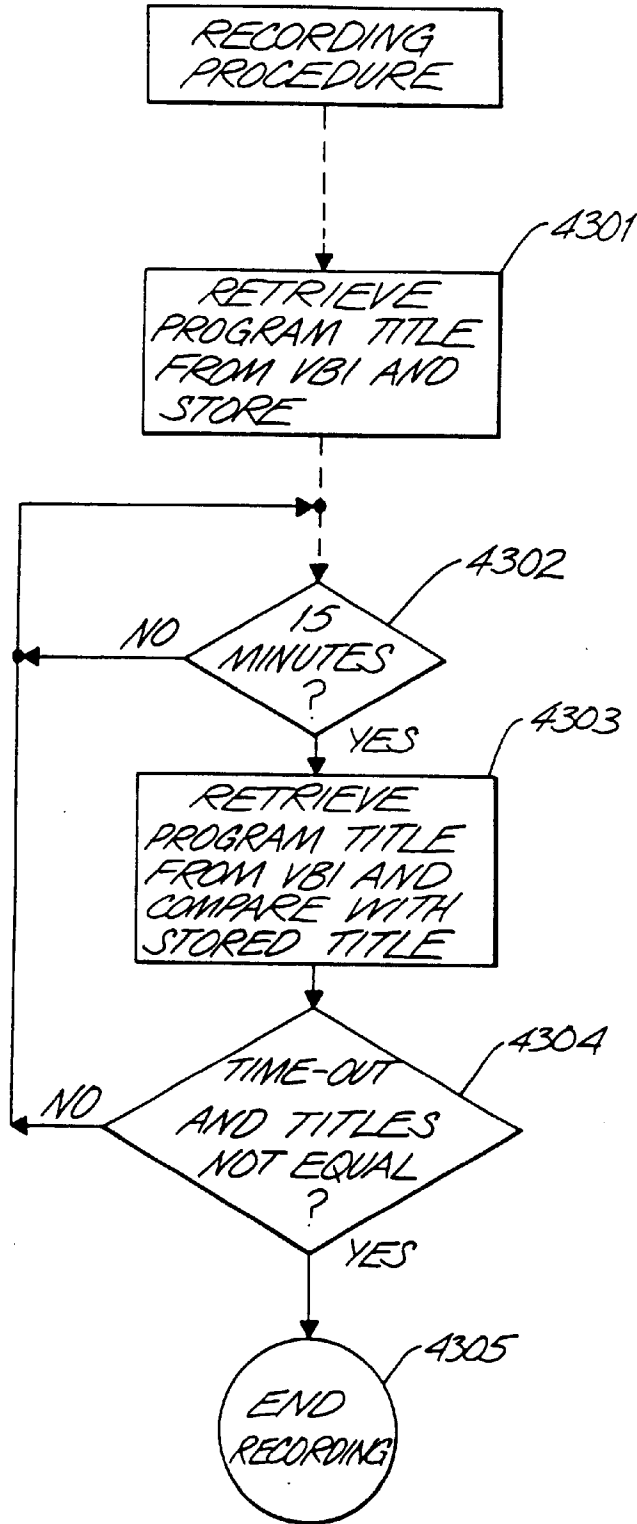 RECORDING
PROCEDURE
4301
RETRIEVE
PROGRAM TITLE
FROM VBI AND
STORE
4302
15
MINUTES
?
NO
YES
4303
RETRIEVE
PROGRAM TITLE
FROM VBI AND
COMPARE WITH
STORED TITLE
4304
TIME-OUT
AND TITLES
NOT EQUAL
?
NO
YES
4305
END
RECORDING